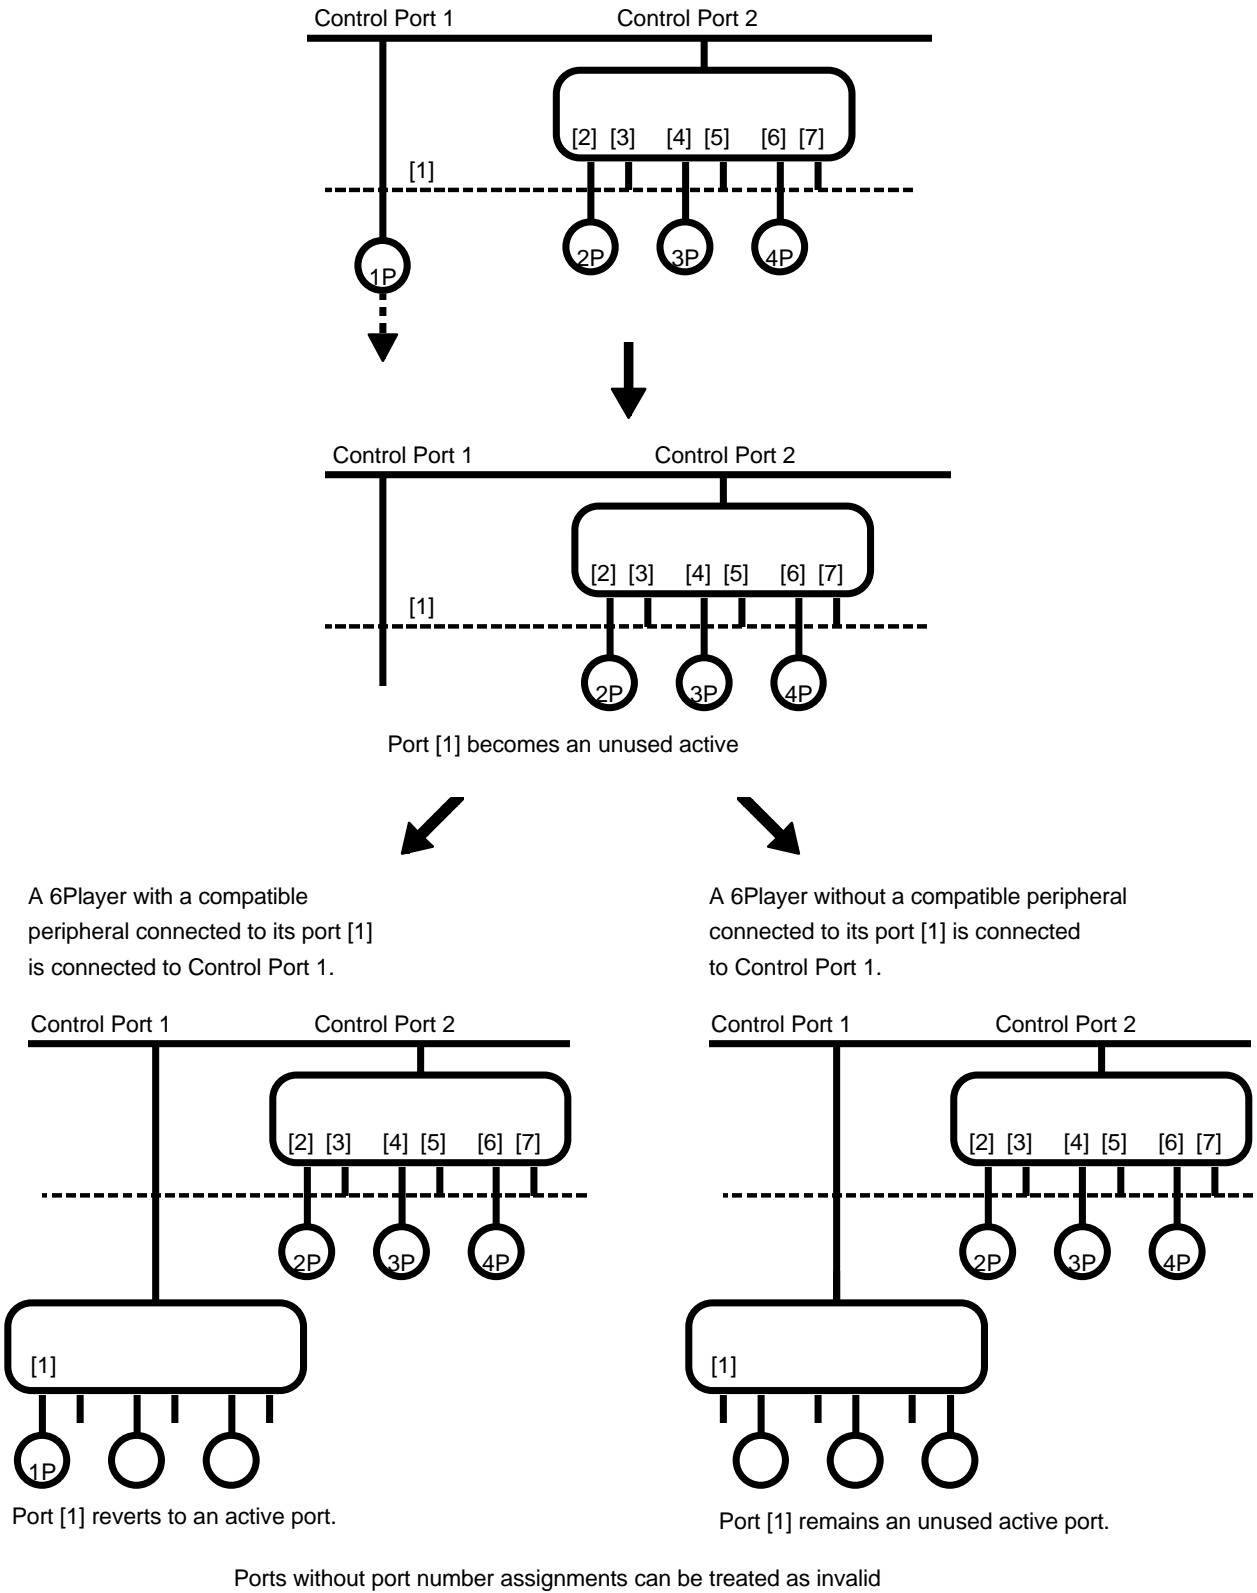 Control Port 1 Control Port 2
[2] [3] [4] [5] [6] [7]
[1]
2P 3P 4P
1P
Control Port 1 Control Port 2
[2] [3] [4] [5] [6] [7]
[1]
2P 3P 4P
Port [1] becomes an unused active
A 6Player with a compatible
peripheral connected to its port [1]
is connected to Control Port 1.
A 6Player without a compatible peripheral
connected to its port [1] is connected
to Control Port 1.
Control Port 1 Control Port 2
[2] [3] [4] [5] [6] [7]
2P 3P 4P
[1]
1P
Port [1] reverts to an active port.
Control Port 1 Control Port 2
[2] [3] [4] [5] [6] [7]
2P 3P 4P
[1]
Port [1] remains an unused active port.
Ports without port number assignments can be treated as invalid